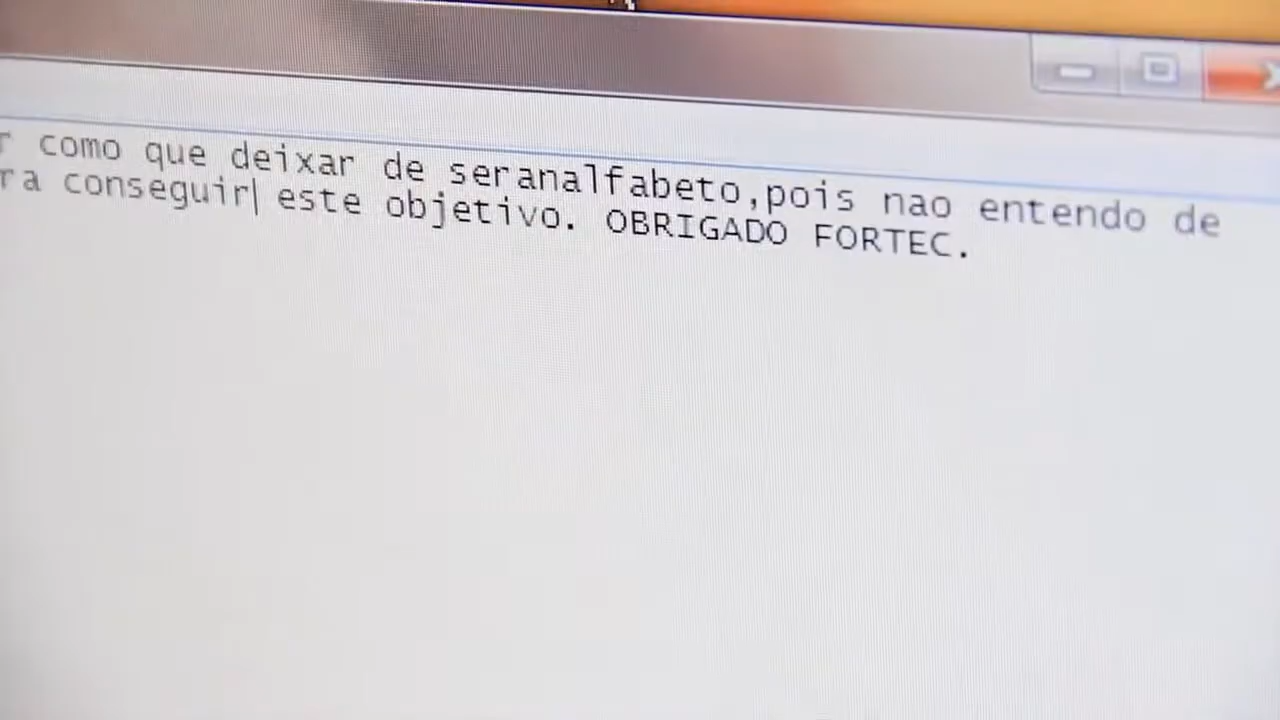 r como que deixar de seranalfabeto,pois nao entendo de
ra conseguir este objetivo. OBRIGADO FORTEC.